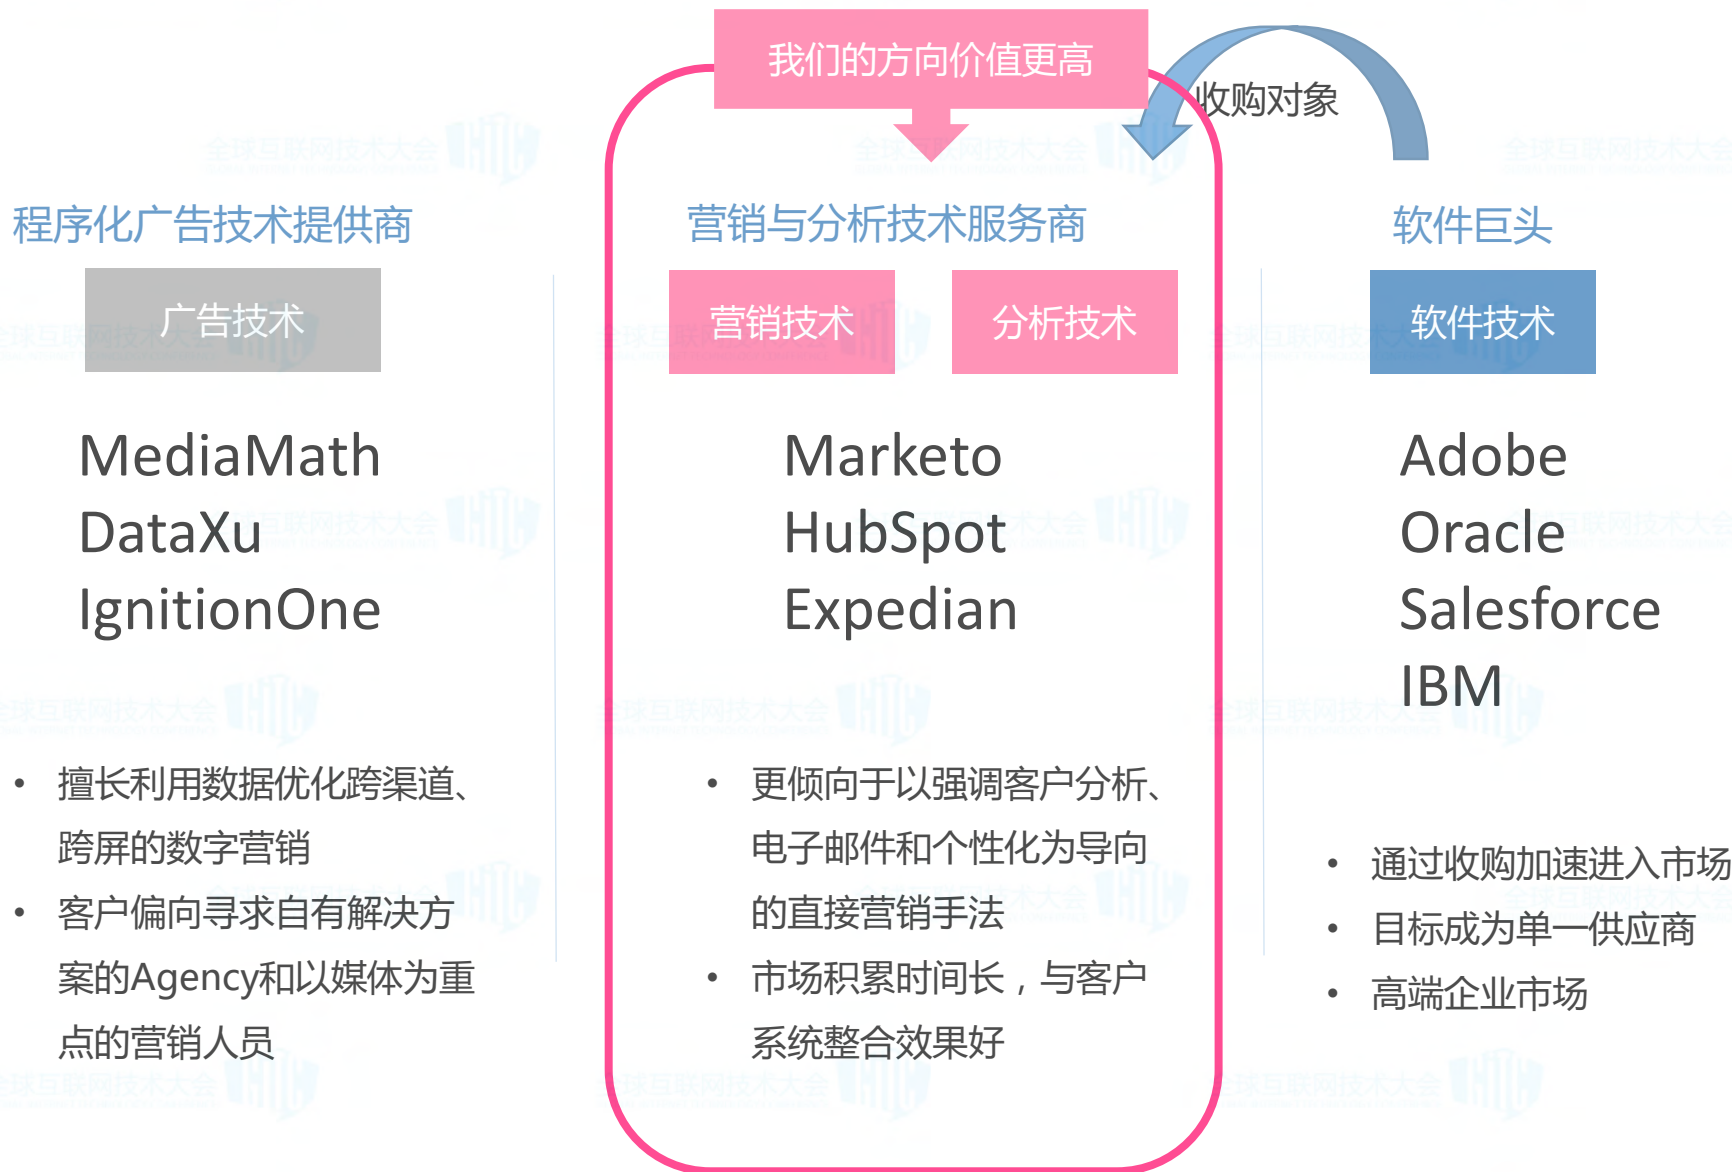 我们的方向价值更高
收购对象
程序化广告技术提供商
广告技术
MediaMath
DataXu
IgnitionOne
• 擅长利用数据优化跨渠道、
跨屏的数字营销
• 客户偏向寻求自有解决方
案的Agency和以媒体为重
点的营销人员
营销与分析技术服务商
营销技术
分析技术
Marketo
HubSpot
Expedian
• 更倾向于以强调客户分析、
电子邮件和个性化为导向
的直接营销手法
• 市场积累时间长，与客户
系统整合效果好
软件巨头
软件技术
Adobe
Oracle
Salesforce
IBM
• 通过收购加速进入市场
• 目标成为单一供应商
• 高端企业市场
全球互联网技术大会